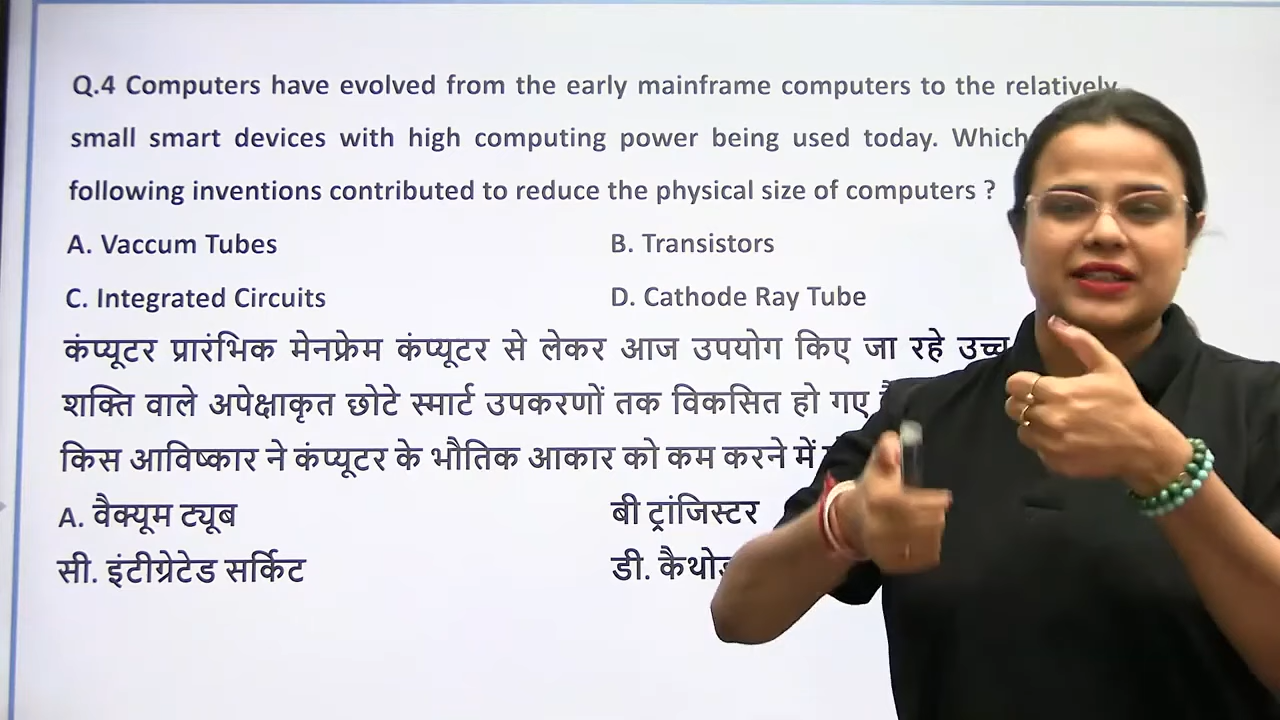 Q.4 Computers have evolved from the early mainframe computers to the relatively
small smart devices with high computing power being used today. Which
following inventions contributed to reduce the physical size of computers ?
A. Vaccum Tubes B. Transistors
C. Integrated Circuits D. Cathode Ray Tube
कंप्यूटर प्रारंभिक मेनफ्रेम कंप्यूटर से लेकर आज उपयोग किए जा रहे उच्च
शक्ति वाले अपेक्षाकृत छोटे स्मार्ट उपकरणों तक विकसित हो गए
किस आविष्कार ने कंप्यूटर के भौतिक आकार को कम करने में
A. वैक्यूम ट्यूब बी ट्रांजिस्टर
सी. इंटीग्रेटेड सर्किट डी.